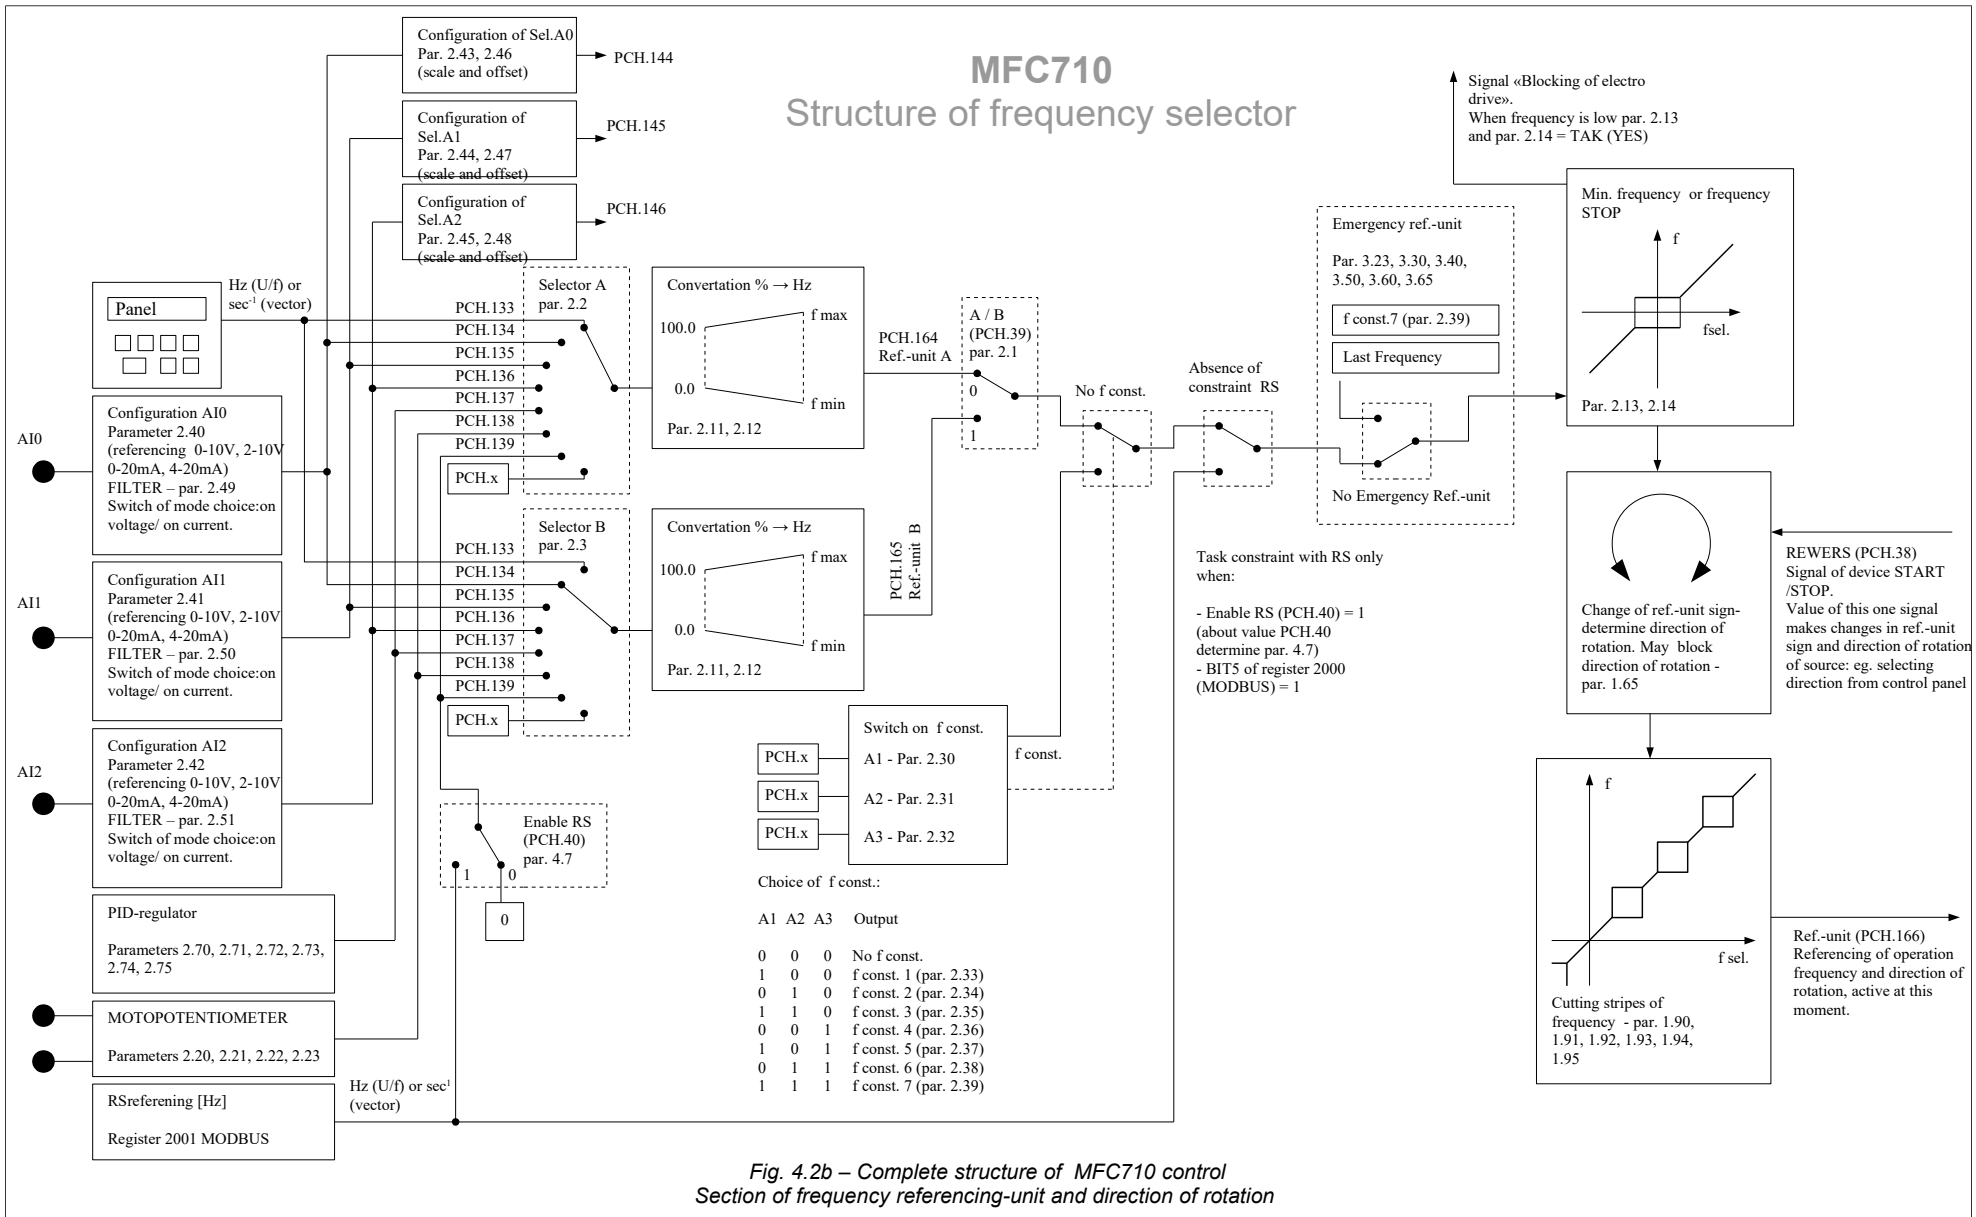 MFC710
Structure of frequency selector
Configuration of Sel.A0
Par. 2.43, 2.46
(scale and offset)
PCH.144
Configuration of
Sel.A1
Par. 2.44, 2.47
(scale and offset)
PCH.145
Configuration of
Sel.A2
Par. 2.45, 2.48
(scale and offset)
PCH.146
Hz (U/f) or
sec-1 (vector)
Panel
AI0
Configuration AI0
Parameter 2.40
(referencing 0-10V, 2-10V
0-20mA, 4-20mA)
FILTER – par. 2.49
Switch of mode choice:on
voltage/ on current.
AI1
Configuration AI1
Parameter 2.41
(referencing 0-10V, 2-10V
0-20mA, 4-20mA)
FILTER – par. 2.50
Switch of mode choice:on
voltage/ on current.
AI2
Configuration AI2
Parameter 2.42
(referencing 0-10V, 2-10V
0-20mA, 4-20mA)
FILTER – par. 2.51
Switch of mode choice:on
voltage/ on current.
PID-regulator
Parameters 2.70, 2.71, 2.72, 2.73,
2.74, 2.75
MOTOPOTENTIOMETER
Parameters 2.20, 2.21, 2.22, 2.23
RSreferening [Hz]
Register 2001 MODBUS
Hz (U/f) or sec1
(vector)
Selector A
par. 2.2
PCH.133
PCH.134
PCH.135
PCH.136
PCH.137
PCH.138
PCH.139
PCH.x
Selector B
par. 2.3
PCH.133
PCH.134
PCH.135
PCH.136
PCH.137
PCH.138
PCH.139
PCH.x
Enable RS
(PCH.40)
par. 4.7
1
0
0
Convertation % → Hz
100.0
f max
0.0
f min
Par. 2.11, 2.12
Convertation % → Hz
100.0
f max
0.0
f min
Par. 2.11, 2.12
PCH.164
Ref.-unit A
PCH.165
Ref.-unit B
A / B
(PCH.39)
par. 2.1
0
1
No f const.
Absence of
constraint RS
Switch on f const.
PCH.x
A1 - Par. 2.30
PCH.x
A2 - Par. 2.31
PCH.x
A3 - Par. 2.32
f const.
Choice of f const.:
A1 A2 A3 Output
0 0 0 No f const.
1 0 0 f const. 1 (par. 2.33)
0 1 0 f const. 2 (par. 2.34)
1 1 0 f const. 3 (par. 2.35)
0 0 1 f const. 4 (par. 2.36)
1 0 1 f const. 5 (par. 2.37)
0 1 1 f const. 6 (par. 2.38)
1 1 1 f const. 7 (par. 2.39)
Task constraint with RS only
when:
- Enable RS (PCH.40) = 1
(about value PCH.40
determine par. 4.7)
- BIT5 of register 2000
(MODBUS) = 1
Emergency ref.-unit
Par. 3.23, 3.30, 3.40,
3.50, 3.60, 3.65
f const.7 (par. 2.39)
Last Frequency
No Emergency Ref.-unit
Signal «Blocking of electro
drive».
When frequency is low par. 2.13
and par. 2.14 = TAK (YES)
Min. frequency or frequency
STOP
f
fsel.
Par. 2.13, 2.14
Change of ref.-unit sign-
determine direction of
rotation. May block
direction of rotation -
par. 1.65
REWERS (PCH.38)
Signal of device START
/STOP.
Value of this one signal
makes changes in ref.-unit
sign and direction of rotation
of source: eg. selecting
direction from control panel
f
f sel.
Cutting stripes of
frequency - par. 1.90,
1.91, 1.92, 1.93, 1.94,
1.95
Ref.-unit (PCH.166)
Referencing of operation
frequency and direction of
rotation, active at this
moment.
Fig. 4.2b – Complete structure of MFC710 control
Section of frequency referencing-unit and direction of rotation